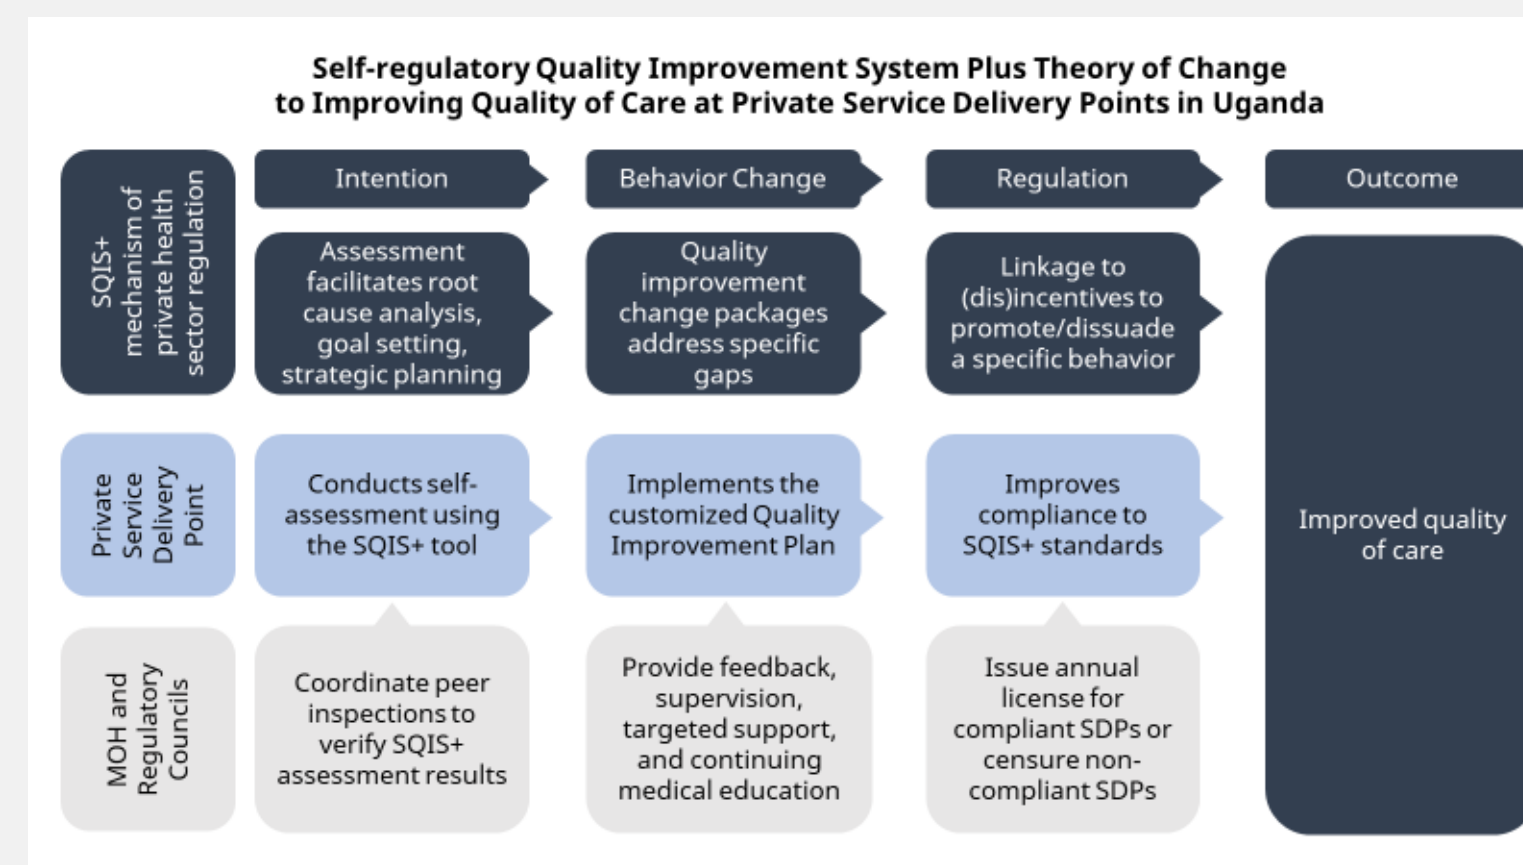 Self-regulatory Quality Improvement System Plus Theory of Change
to Improving Quality of Care at Private Service Delivery Points in Uganda
SQIS+
mechanism of
private health
sector regulation
Intention
Behavior Change
Regulation
Outcome
Assessment
facilitates root
cause analysis,
goal setting,
strategic planning
Quality
improvement
change packages
address specific
gaps
Linkage to
(dis)incentives to
promote/dissuade
a specific behavior
Private
Service
Delivery
Point
Conducts self-
assessment using
the SQIS+ tool
Implements the
customized Quality
Improvement Plan
Improves
compliance to
SQIS+ standards
Improved quality
of care
MOH and
Regulatory
Councils
Coordinate peer
inspections to
verify SQIS+
assessment results
Provide feedback,
supervision,
targeted support,
and continuing
medical education
Issue annual
license for
compliant SDPs or
censure non-
compliant SDPs